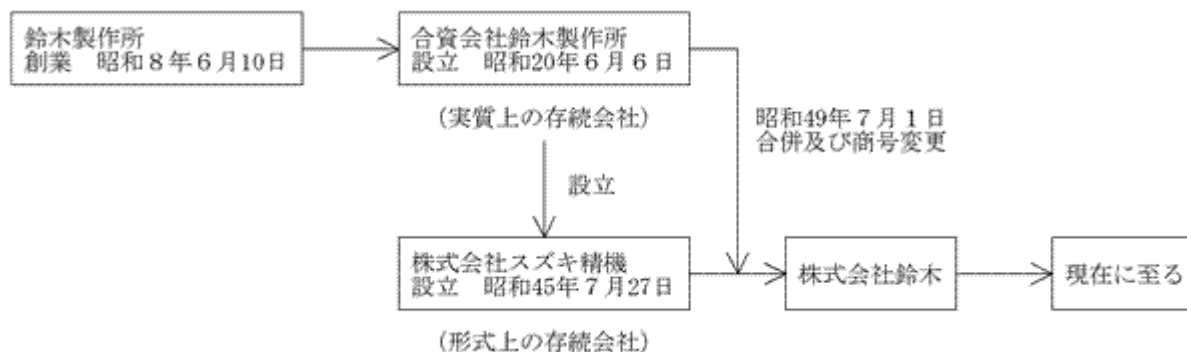 鈴木製作所
創業　昭和8年6月10日
合資会社鈴木製作所
設立　昭和20年6月6日
(実質上の存続会社)
昭和49年7月1日
合併及び商号変更
設立
株式会社スズキ精機
設立　昭和45年7月27日
(形式上の存続会社)
株式会社鈴木
現在に至る